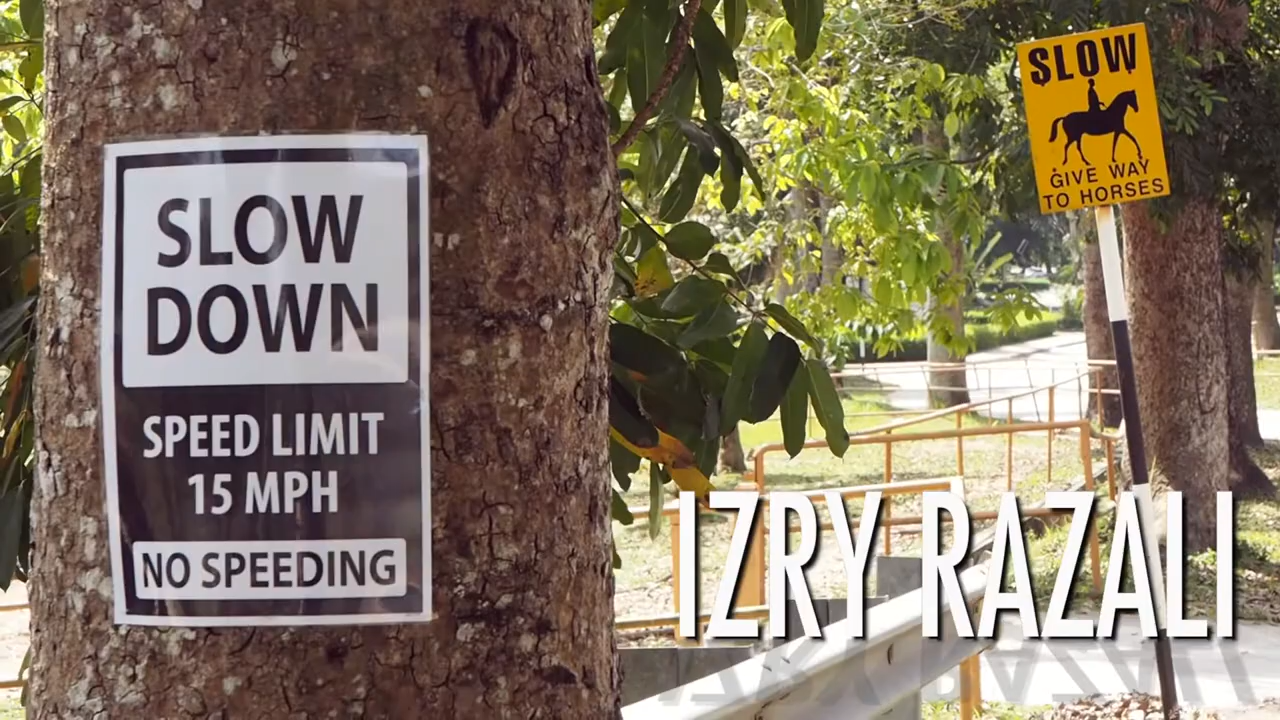 SLOW
DOWN
SPEED LIMIT
15 MPH
NO SPEEDING
SLOW
GIVE WAY
TO HORSES
IZRY RAZALI